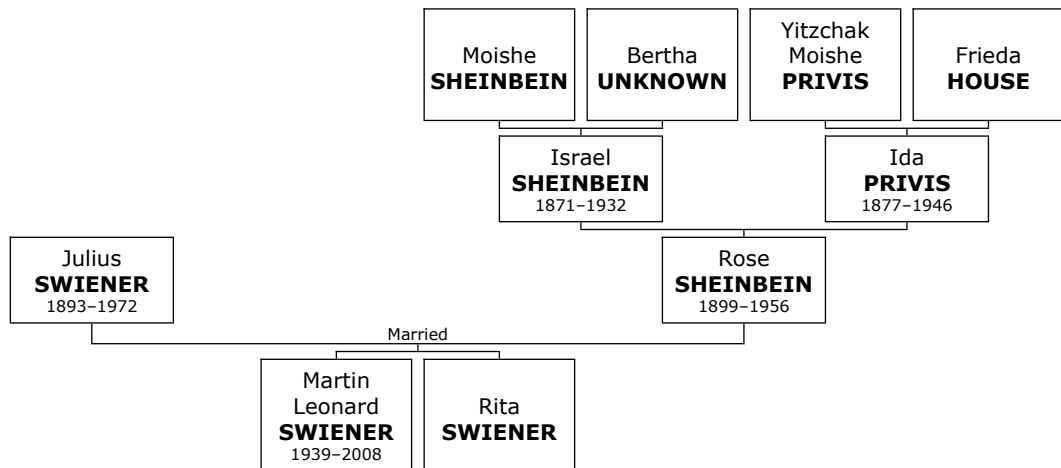 Moishe
SHEINBEIN
Bertha
UNKNOWN
Yitzchak
Moishe
PRIVIS
Frieda
HOUSE
Israel
SHEINBEIN
1871–1932
Ida
PRIVIS
1877–1946
Julius
SWIENER
1893–1972
Rose
SHEINBEIN
1899–1956
Married
Martin
Leonard
SWIENER
1939–2008
Rita
SWIENER